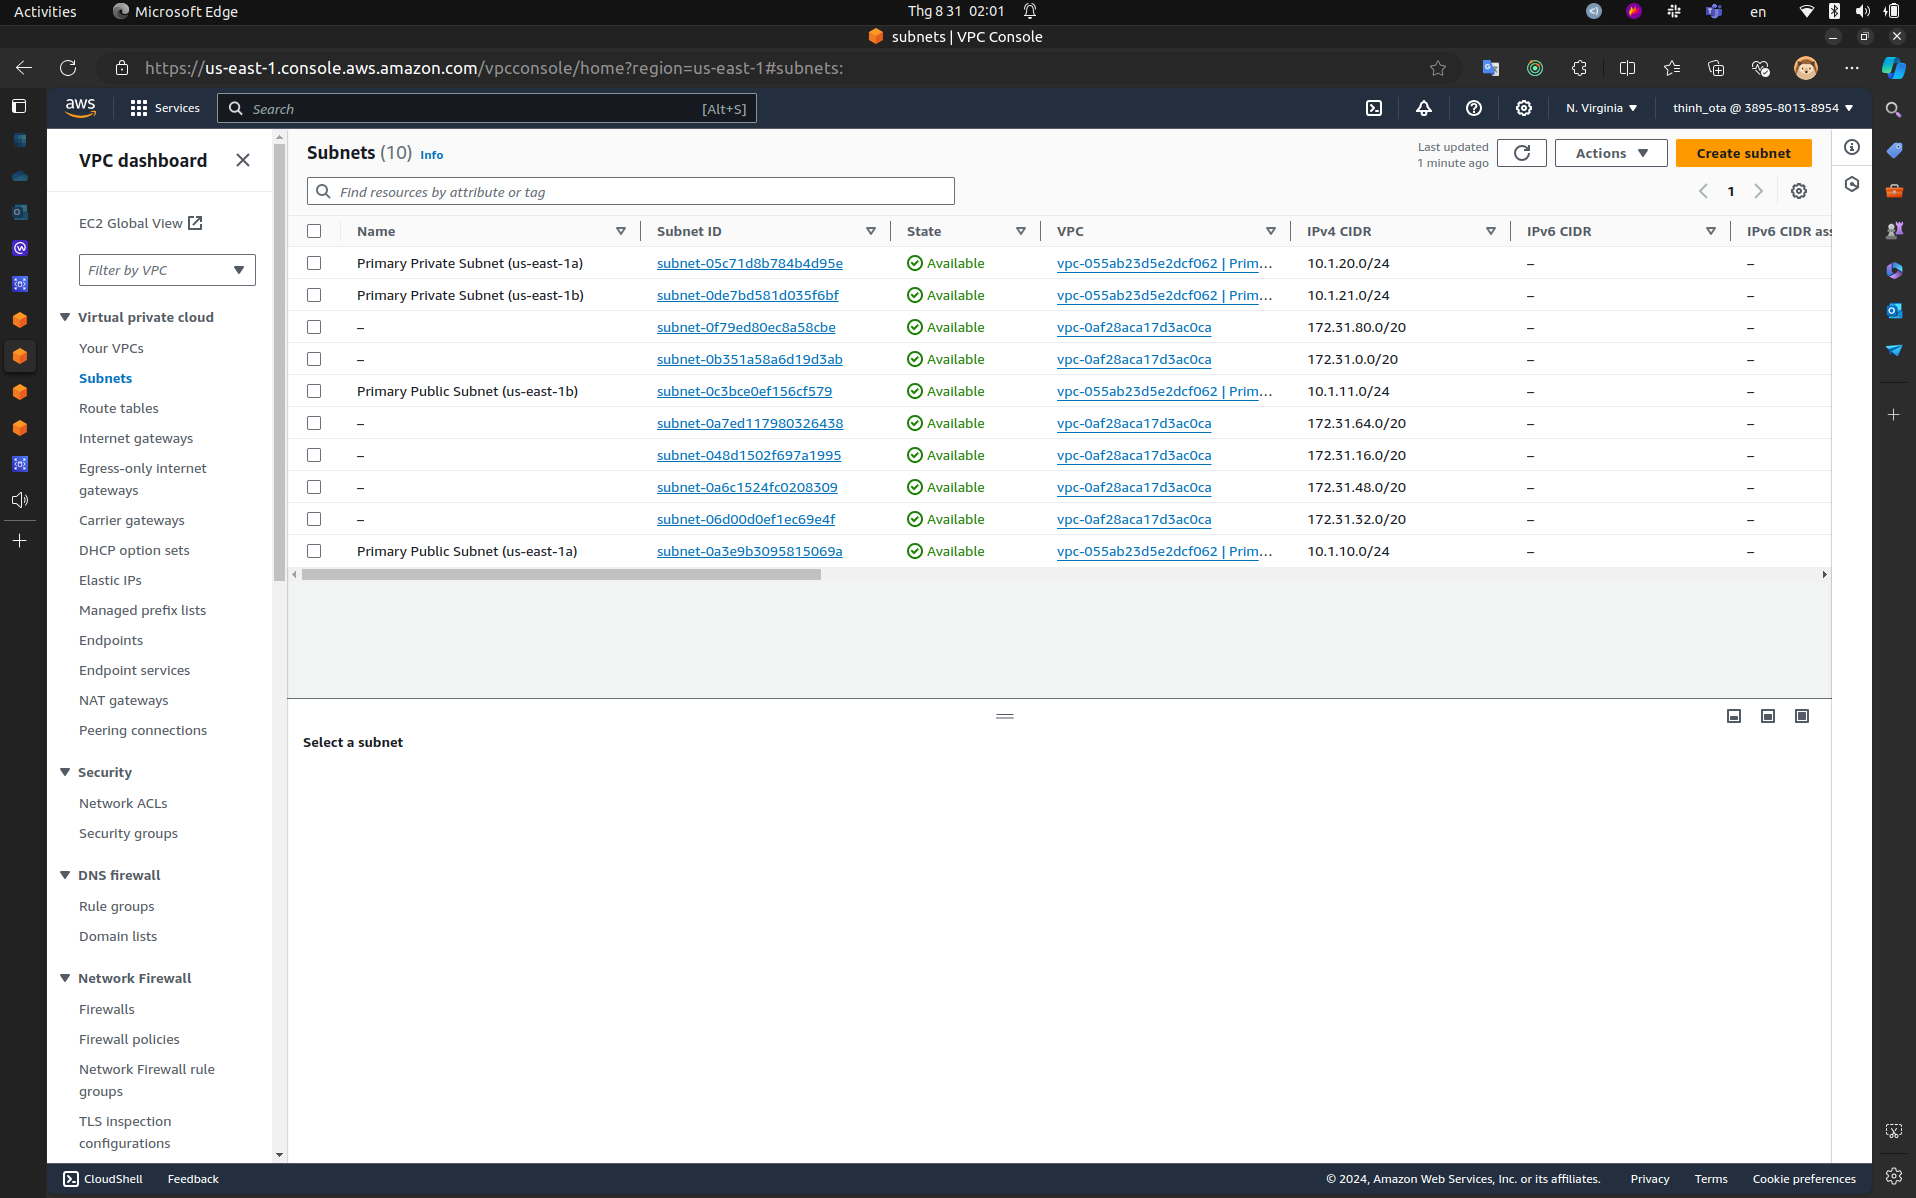 Activities Microsoft Edge Thg 8 31 02:01 en
subnets | VPC Console
https://us-east-1.console.aws.amazon.com/vpcconsole/home?region=us-east-1#subnets:
aws Services Search [Alt+S] N. Virginia thinh_ota @ 3895-8013-8954
VPC dashboard
EC2 Global View
Filter by VPC
Virtual private cloud
Your VPCs
Subnets
Route tables
Internet gateways
Egress-only internet
gateways
Carrier gateways
DHCP option sets
Elastic IPs
Managed prefix lists
Endpoints
Endpoint services
NAT gateways
Peering connections
Security
Network ACLs
Security groups
DNS firewall
Rule groups
Domain lists
Network Firewall
Firewalls
Firewall policies
Network Firewall rule
groups
TLS inspection
configurations
Subnets (10) Info
Last updated
1 minute ago
Actions Create subnet
Find resources by attribute or tag
1
Name Subnet ID State VPC IPv4 CIDR IPv6 CIDR IPv6 CIDR ass
Primary Private Subnet (us-east-1a) subnet-05c71d8b784b4d95e Available vpc-055ab23d5e2dcf062 | Prim... 10.1.20.0/24 – –
Primary Private Subnet (us-east-1b) subnet-0de7bd581d035f6bf Available vpc-055ab23d5e2dcf062 | Prim... 10.1.21.0/24 – –
– subnet-0f79ed80ec8a58cbe Available vpc-0af28aca17d3ac0ca 172.31.80.0/20 – –
– subnet-0b351a58a6d19d3ab Available vpc-0af28aca17d3ac0ca 172.31.0.0/20 – –
Primary Public Subnet (us-east-1b) subnet-0c3bce0ef156cf579 Available vpc-055ab23d5e2dcf062 | Prim... 10.1.11.0/24 – –
– subnet-0a7ed117980326438 Available vpc-0af28aca17d3ac0ca 172.31.64.0/20 – –
– subnet-048d1502f697a1995 Available vpc-0af28aca17d3ac0ca 172.31.16.0/20 – –
– subnet-0a6c1524fc0208309 Available vpc-0af28aca17d3ac0ca 172.31.48.0/20 – –
– subnet-06d00d0ef1ec69e4f Available vpc-0af28aca17d3ac0ca 172.31.32.0/20 – –
Primary Public Subnet (us-east-1a) subnet-0a3e9b3095815069a Available vpc-055ab23d5e2dcf062 | Prim... 10.1.10.0/24 – –
Select a subnet
CloudShell Feedback © 2024, Amazon Web Services, Inc. or its affiliates. Privacy Terms Cookie preferences